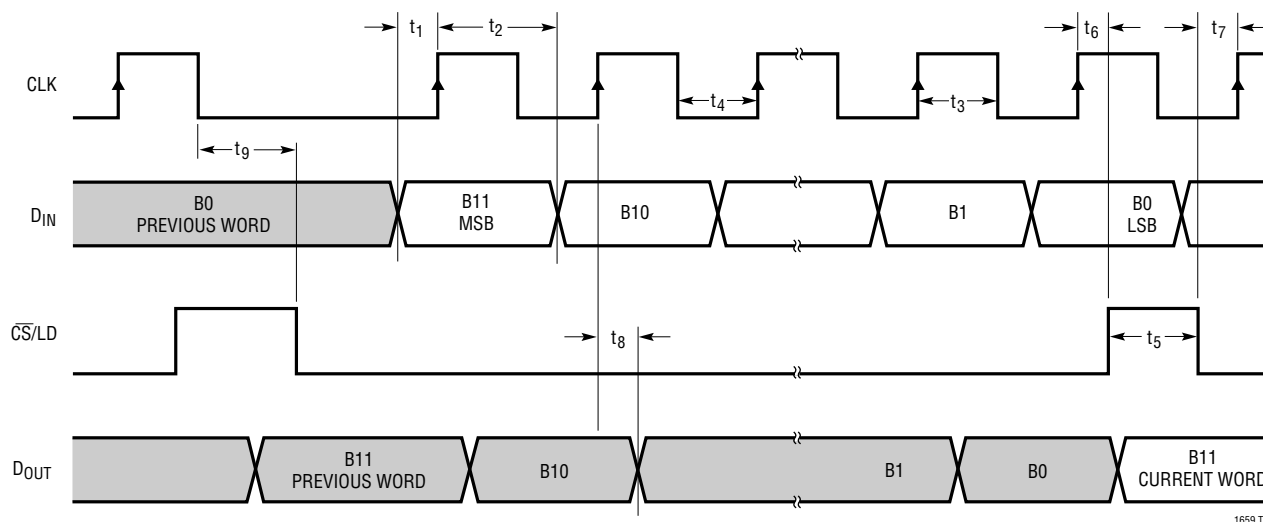 t1
t2
t6
t7
CLK
t4
t3
t9
DIN
B0
PREVIOUS WORD
B11
MSB
B10
B1
B0
LSB
CS/LD
t8
t5
DOUT
B11
PREVIOUS WORD
B10
B1
B0
B11
CURRENT WORD